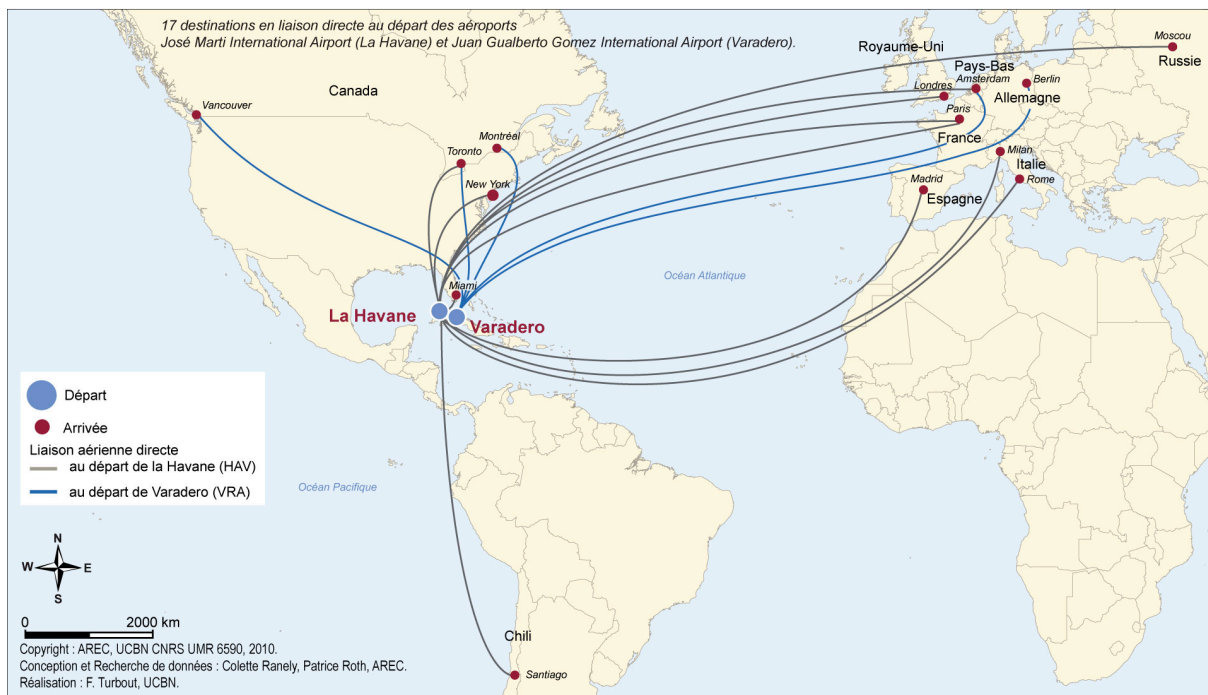 17 destinations en liaison directe au départ des aéroports
José Marti International Airport (La Havane) et Juan Gualberto Gomez International Airport (Varadero).
Moscou
Russie
Royaume-Uni
Pays-Bas
Amsterdam
Berlin
Londres
Allemagne
Paris
France
Milan
Italie
Rome
Madrid
Espagne
Canada
Vancouver
Montréal
Toronto
New York
Miami
Océan Atlantique
La Havane
Varadero
Départ
Arrivée
Liaison aérienne directe
au départ de la Havane (HAV)
au départ de Varadero (VRA)
Océan Pacifique
N
W
E
S
0 2000 km
Chili
Santiago
Copyright : AREC, UCBN CNRS UMR 6590, 2010.
Conception et Recherche de données : Colette Ranely, Patrice Roth, AREC.
Réalisation : F. Turbout, UCBN.